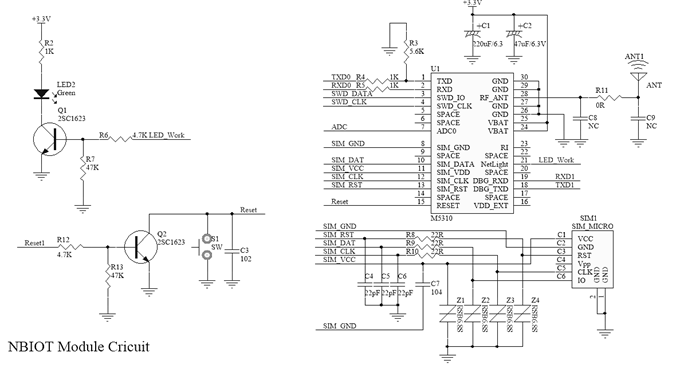 +3.3V
R2
1K
LED2
Green
Q1
2SC1623
R6
4.7K LED_Work
R7
47K
Reset
Reset1
R12
4.7K
Q2
2SC1623
R13
47K
S1
SW
C3
102
NBIOT Module Cricuit
+3.3V
R3
5.6K
+C1
220uF/6.3
+C2
47uF/6.3V
U1
TXD0 R4 1K 1 TXD GND 30
RXD0 R5 1K 2 RXD GND 29
SWD_DATA 3 SWD_IO RF_ANT 28
SWD_CLK 4 SWD_CLK GND 27
5 SPACE GND 26
6 SPACE VBAT 25
ADC 7 ADC0 VBAT 24
SIM_GND 8 SIM_GND RI 23
9 SPACE SPACE 22
SIM_DAT 10 SIM_DATA NetLight 21 LED_Work
SIM_VCC 11 SIM_VDD SPACE 20
SIM_CLK 12 SIM_CLK DBG_RXD 19 RXD1
SIM_RST 13 SIM_RST DBG_TXD 18 TXD1
14 SPACE SPACE 17
Reset 15 RESET VDD_EXT 16
M5310
R11
0R
ANT1
ANT
C8
NC
C9
NC
SIM_GND
SIM_RST R8 22R
SIM_DAT R9 22R
SIM_CLK R10 22R
SIM_VCC
C4
22pF
C5
22pF
C6
22pF
C7
104
SIM_GND
Z1
Z2
Z3
Z4
SIM1
SIM_MICRO
C1 VCC
C2 GND
C3 RST
C4 Vpp
C5 CLK
C6 IO
GND
GND
2
1